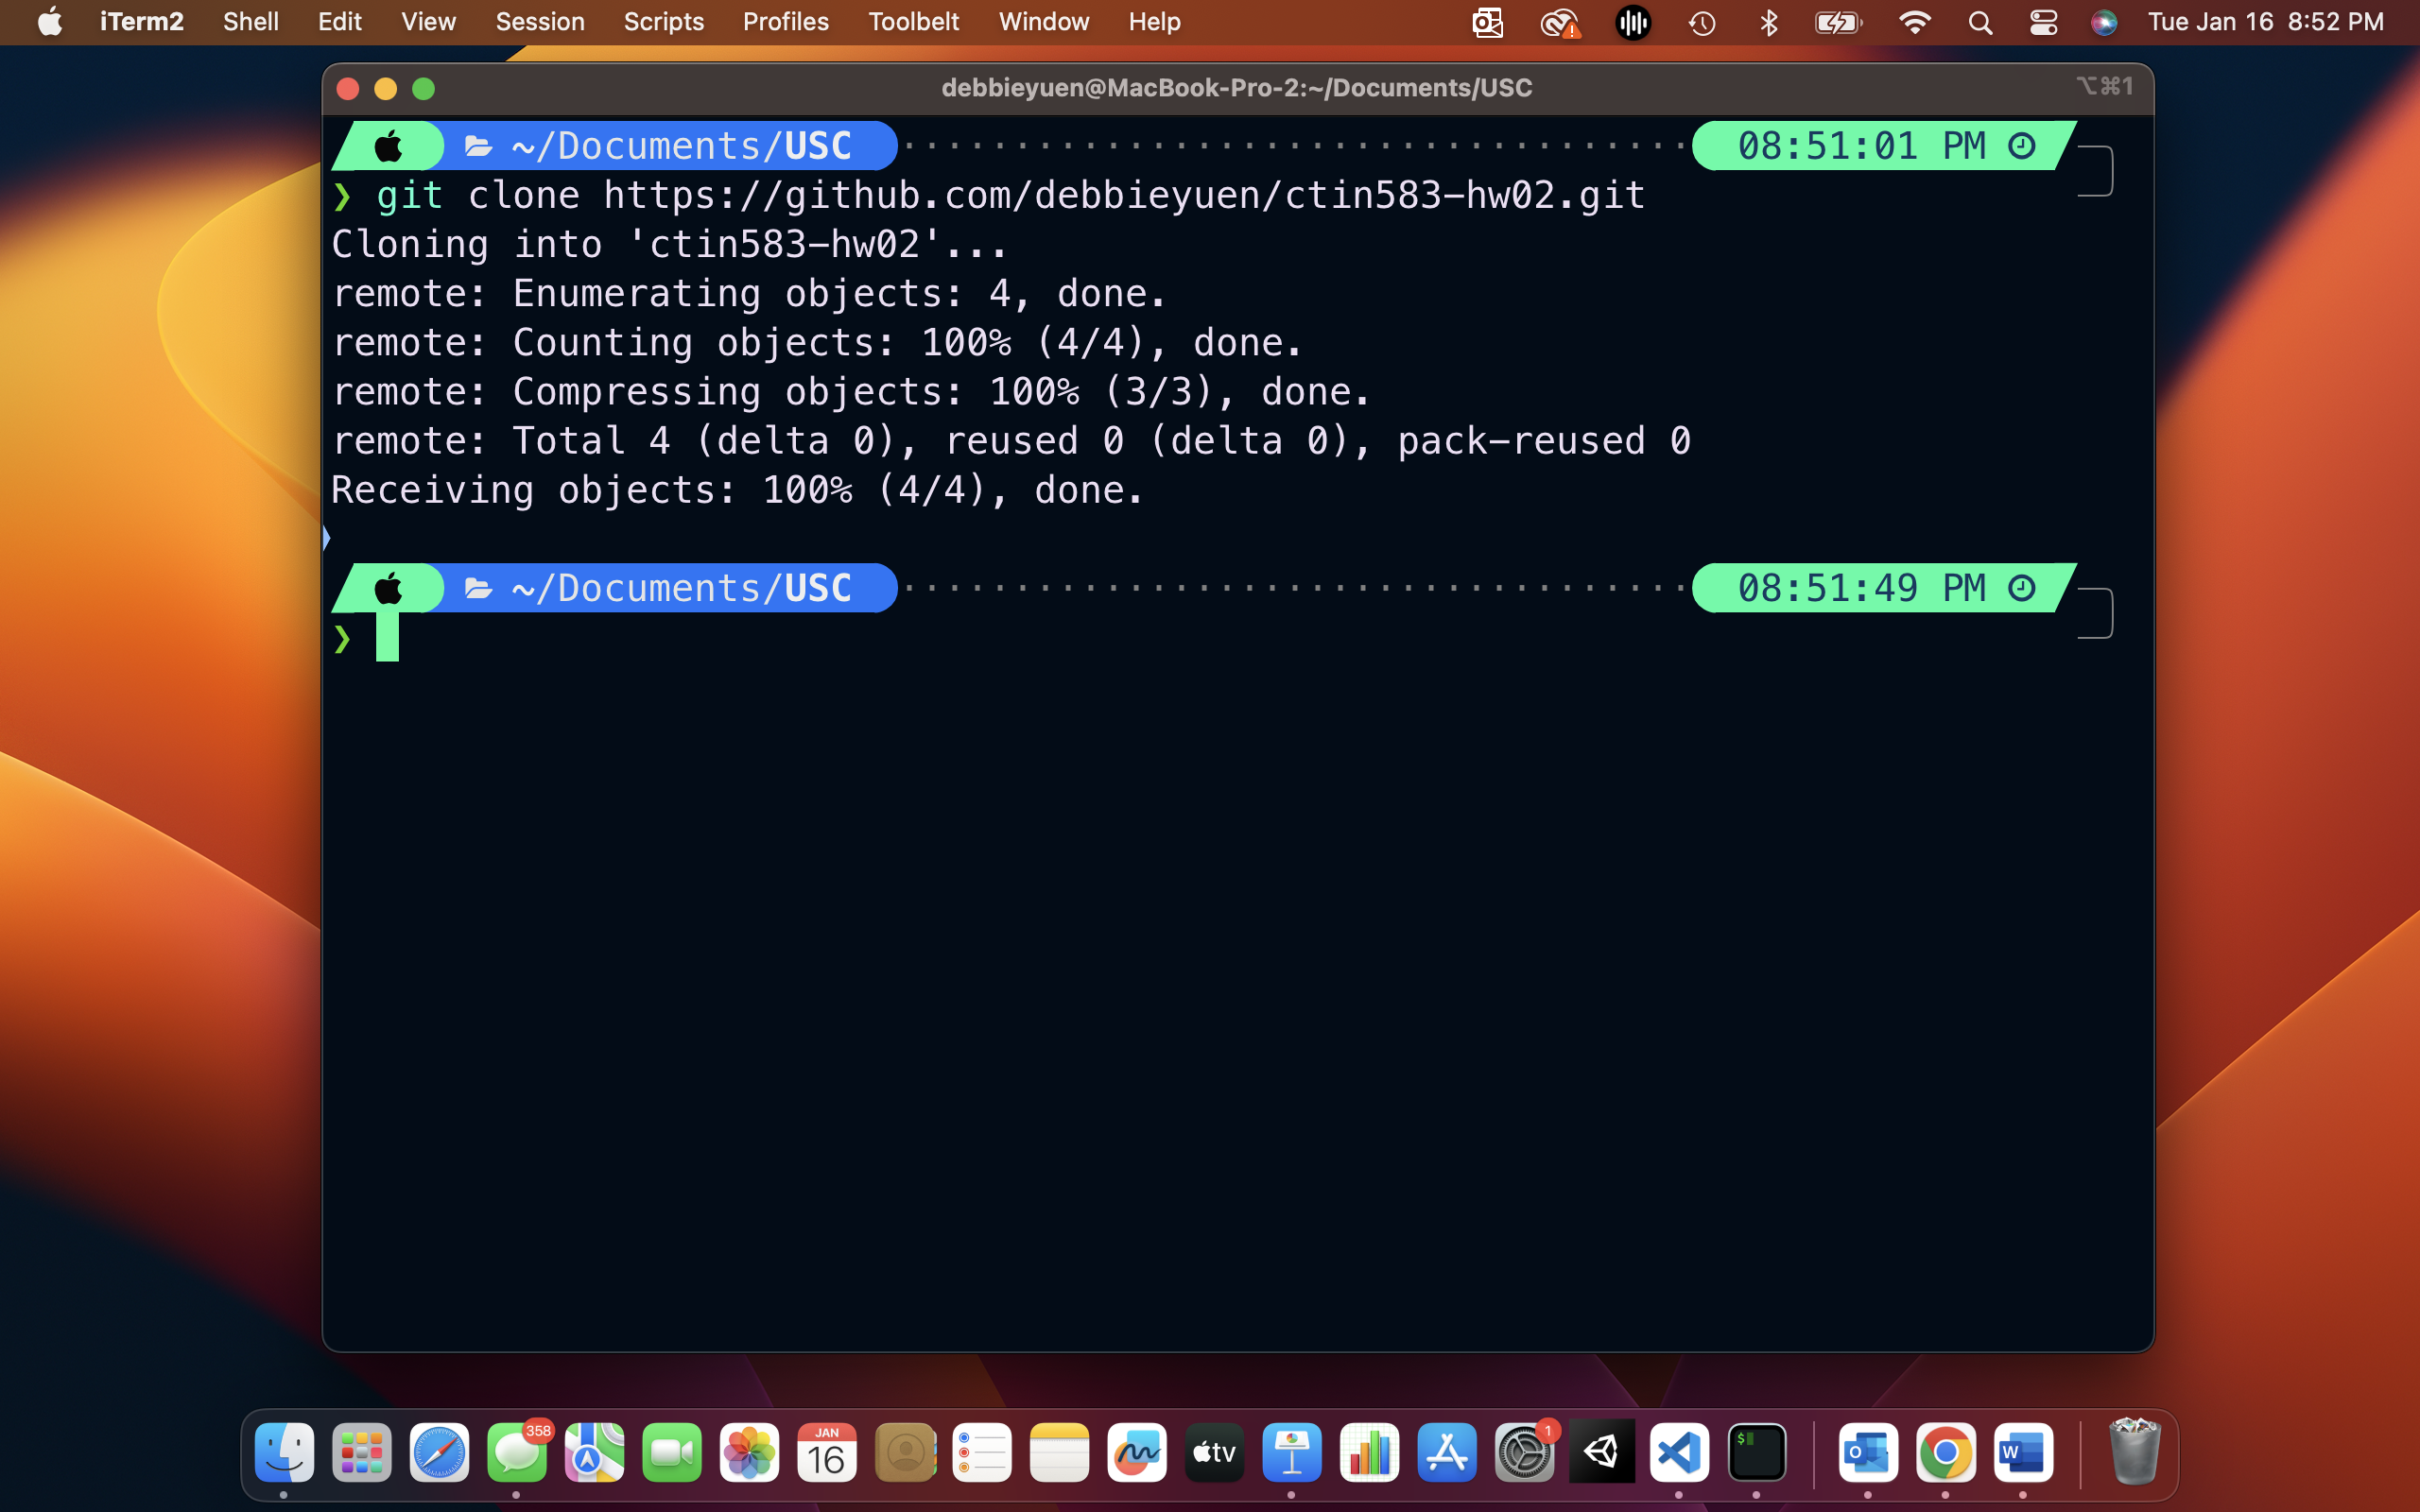 iTerm2 Shell Edit View Session Scripts Profiles Toolbelt Window Help Tue Jan 16 8:52 PM
debbieyuen@MacBook-Pro-2:~/Documents/USC ⌥⌘1
~/Documents/USC 08:51:01 PM
❯ git clone https://github.com/debbieyuen/ctin583-hw02.git
Cloning into 'ctin583-hw02'...
remote: Enumerating objects: 4, done.
remote: Counting objects: 100% (4/4), done.
remote: Compressing objects: 100% (3/3), done.
remote: Total 4 (delta 0), reused 0 (delta 0), pack-reused 0
Receiving objects: 100% (4/4), done.
~/Documents/USC 08:51:49 PM
❯
358
JAN
16
tv
1
$
O
W